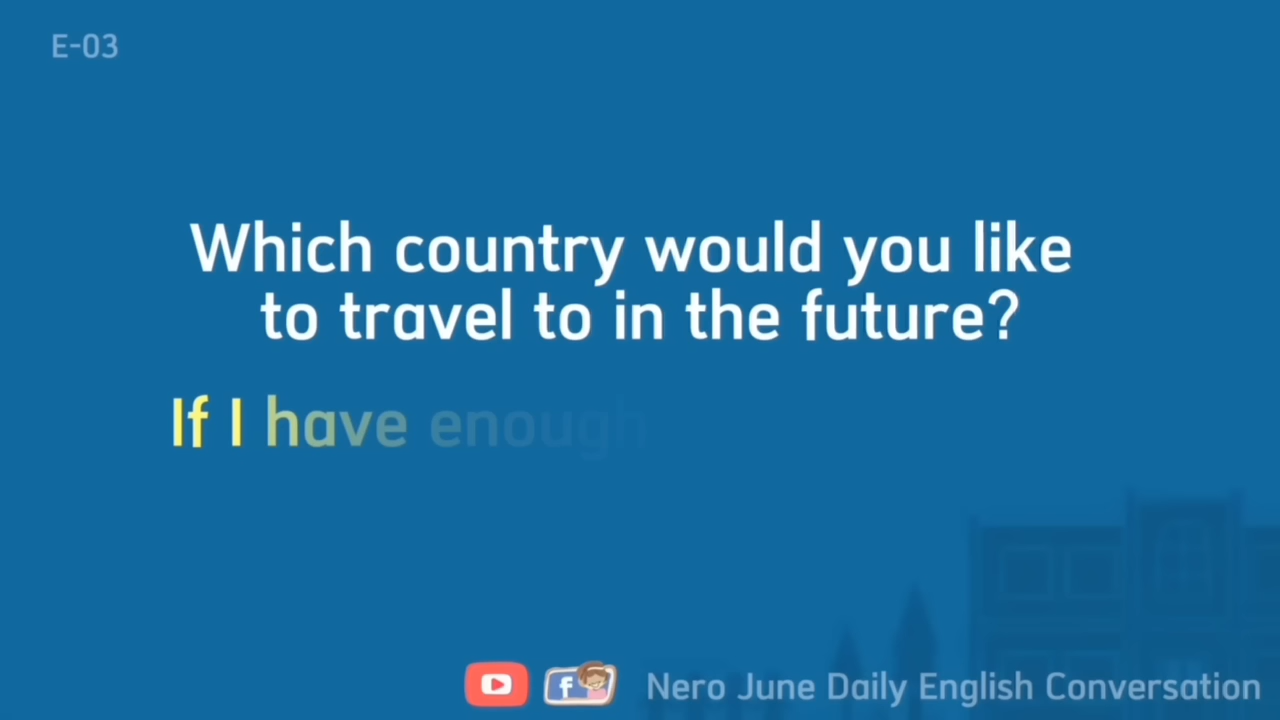 E-03
Which country would you like
to travel to in the future?
If I have enough
Nero June Daily English Conversation